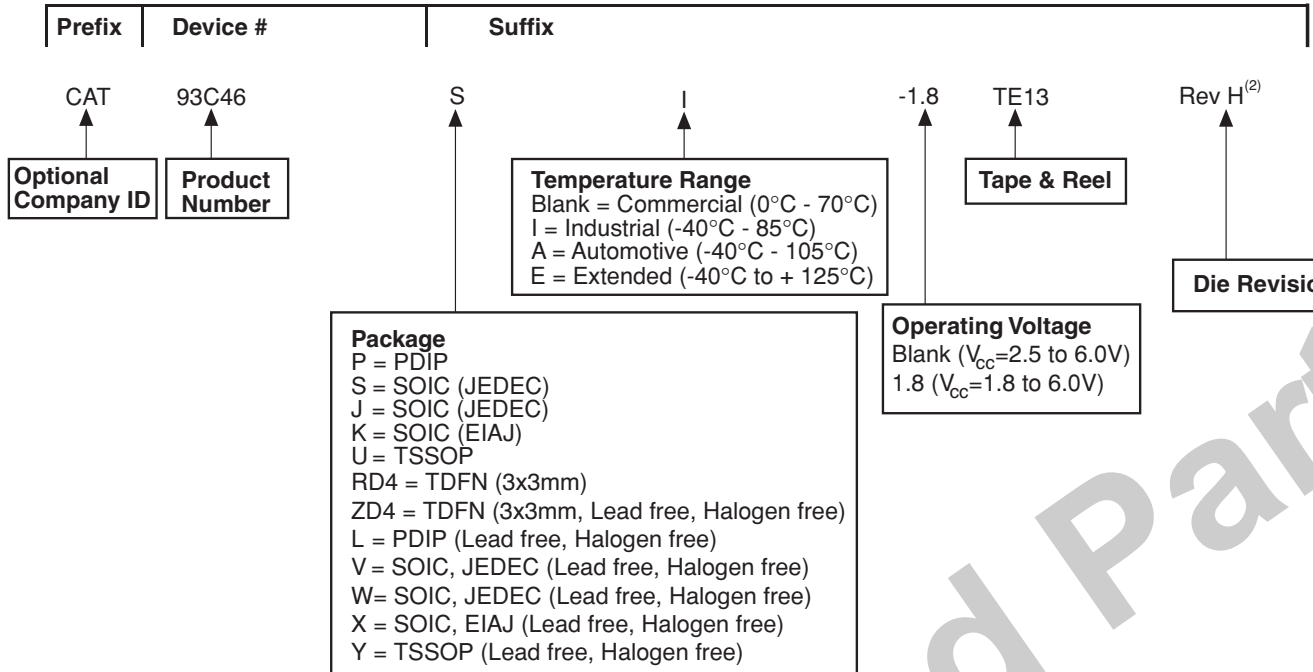 Prefix Device # Suffix
CAT 93C46 S I -1.8 TE13 Rev H(2)
Optional
Company ID
Product
Number
Temperature Range
Blank = Commercial (0°C - 70°C)
I = Industrial (-40°C - 85°C)
A = Automotive (-40°C - 105°C)
E = Extended (-40°C to + 125°C)
Tape & Reel
Package
P = PDIP
S = SOIC (JEDEC)
J = SOIC (JEDEC)
K = SOIC (EIAJ)
U = TSSOP
RD4 = TDFN (3x3mm)
ZD4 = TDFN (3x3mm, Lead free, Halogen free)
L = PDIP (Lead free, Halogen free)
V = SOIC, JEDEC (Lead free, Halogen free)
W= SOIC, JEDEC (Lead free, Halogen free)
X = SOIC, EIAJ (Lead free, Halogen free)
Y = TSSOP (Lead free, Halogen free)
Operating Voltage
Blank (Vcc=2.5 to 6.0V)
1.8 (Vcc=1.8 to 6.0V)
Die Revisio
d Part